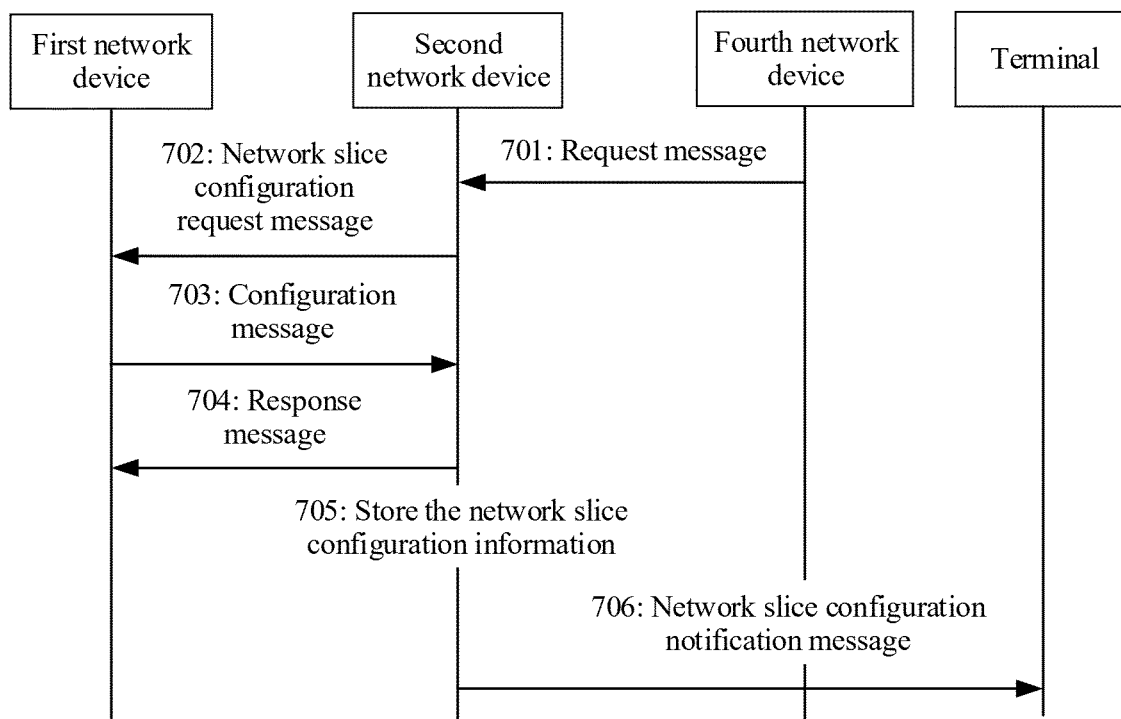 First network
device
Second
network device
Fourth network
device
Terminal
701: Request message
702: Network slice
configuration
request message
703: Configuration
message
704: Response
message
705: Store the network slice
configuration information
706: Network slice configuration
notification message